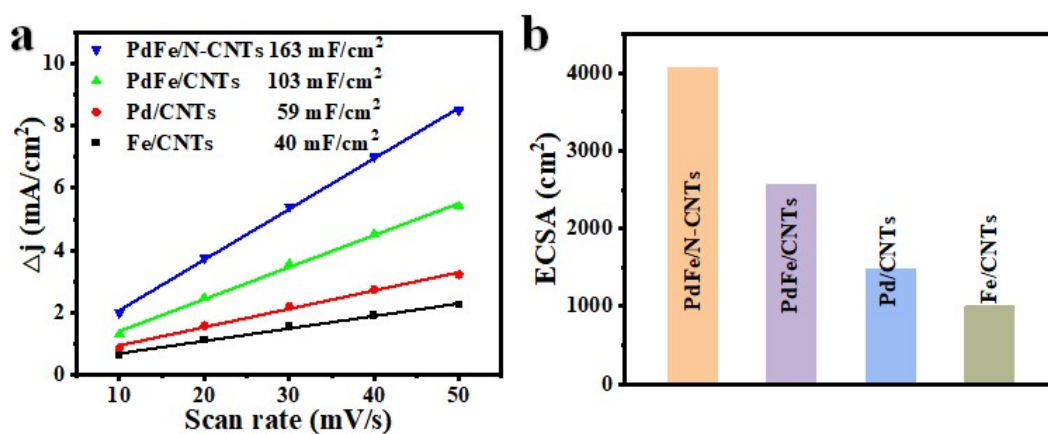 a
PdFe/N-CNTs 163 mF/cm²
PdFe/CNTs 103 mF/cm²
Pd/CNTs 59 mF/cm²
Fe/CNTs 40 mF/cm²
10
8
6
4
2
0
△j (mA/cm²)
10 20 30 40 50
Scan rate (mV/s)
b
4000
3000
2000
1000
0
ECSA (cm²)
PdFe/N-CNTs
PdFe/CNTs
Pd/CNTs
Fe/CNTs